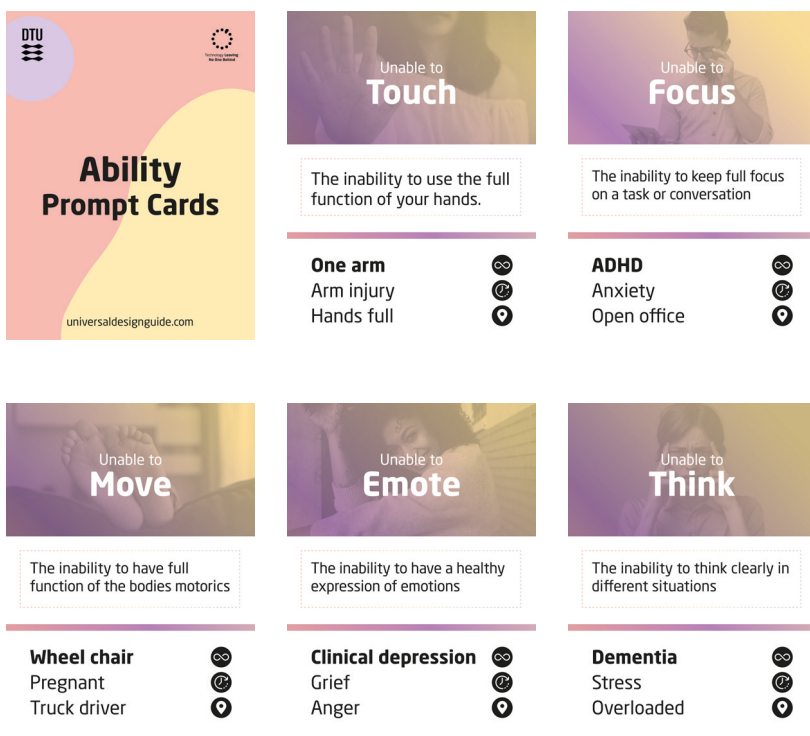 DTU
Technology Leaving
No One Behind
Ability
Prompt Cards
universaldesignguide.com
Unable to
Touch
The inability to use the full
function of your hands.
One arm
Arm injury
Hands full
Unable to
Focus
The inability to keep full focus
on a task or conversation
ADHD
Anxiety
Open office
Unable to
Move
The inability to have full
function of the bodies motorics
Wheel chair
Pregnant
Truck driver
Unable to
Emote
The inability to have a healthy
expression of emotions
Clinical depression
Grief
Anger
Unable to
Think
The inability to think clearly in
different situations
Dementia
Stress
Overloaded